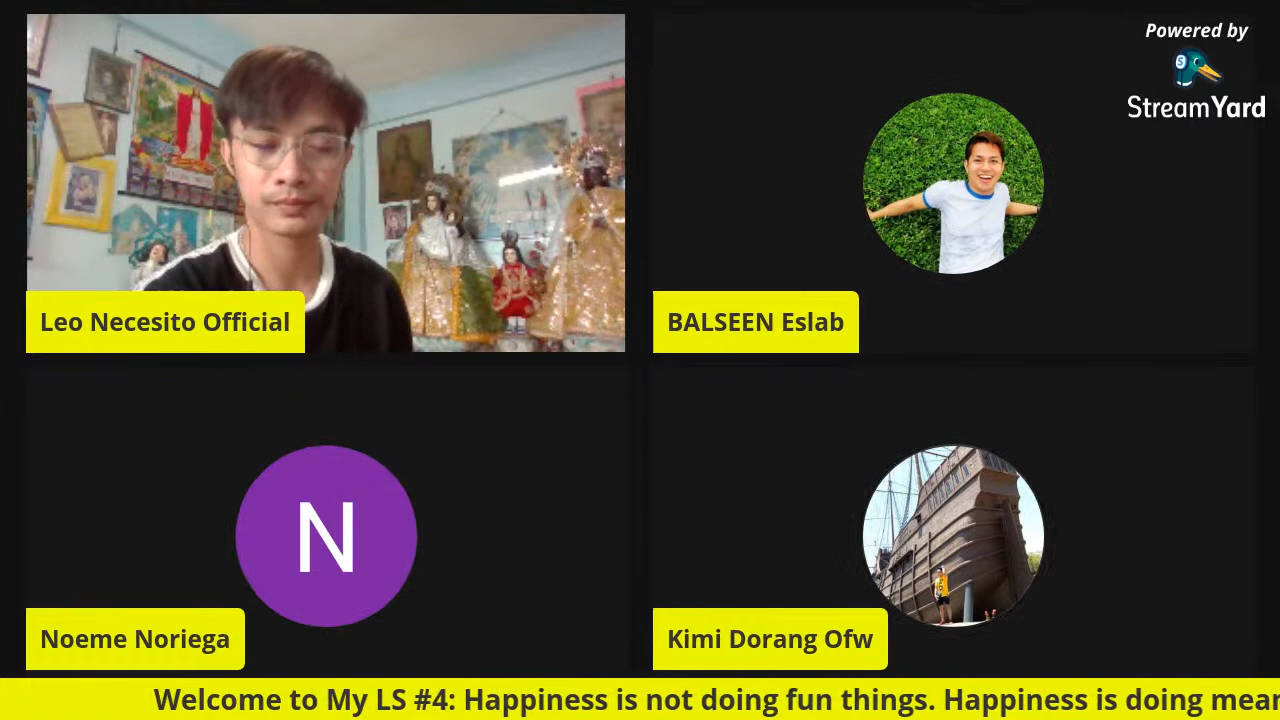 Powered by
StreamYard
Leo Necesito Official
BALSEEN Eslab
N
Noeme Noriega
Kimi Dorang Ofw
Welcome to My LS #4: Happiness is not doing fun things. Happiness is doing